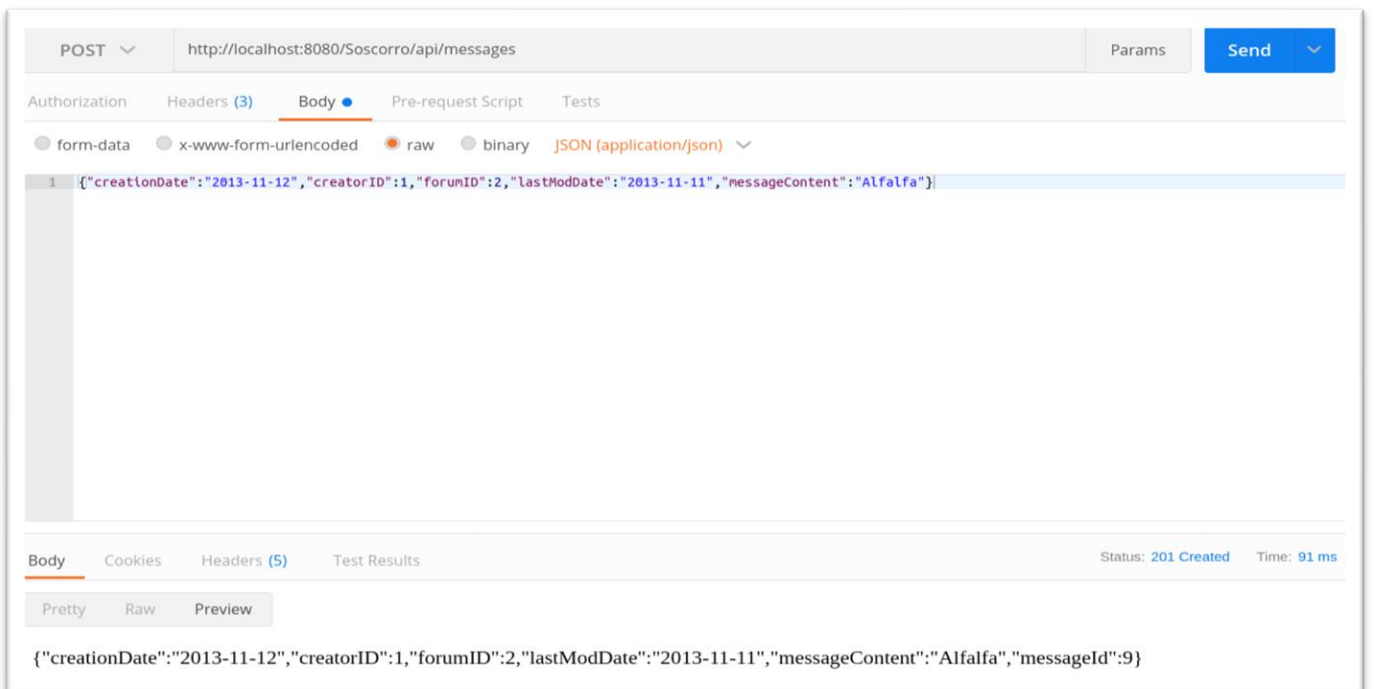 POST http://localhost:8080/Soscorro/api/messages Params Send
Authorization Headers (3) Body Pre-request Script Tests
form-data x-www-form-urlencoded raw binary JSON (application/json)
1 {"creationDate":"2013-11-12","creatorID":1,"forumID":2,"lastModDate":"2013-11-11","messageContent":"Alfalfa"}
Body Cookies Headers (5) Test Results Status: 201 Created Time: 91 ms
Pretty Raw Preview
{"creationDate":"2013-11-12","creatorID":1,"forumID":2,"lastModDate":"2013-11-11","messageContent":"Alfalfa","messageId":9}